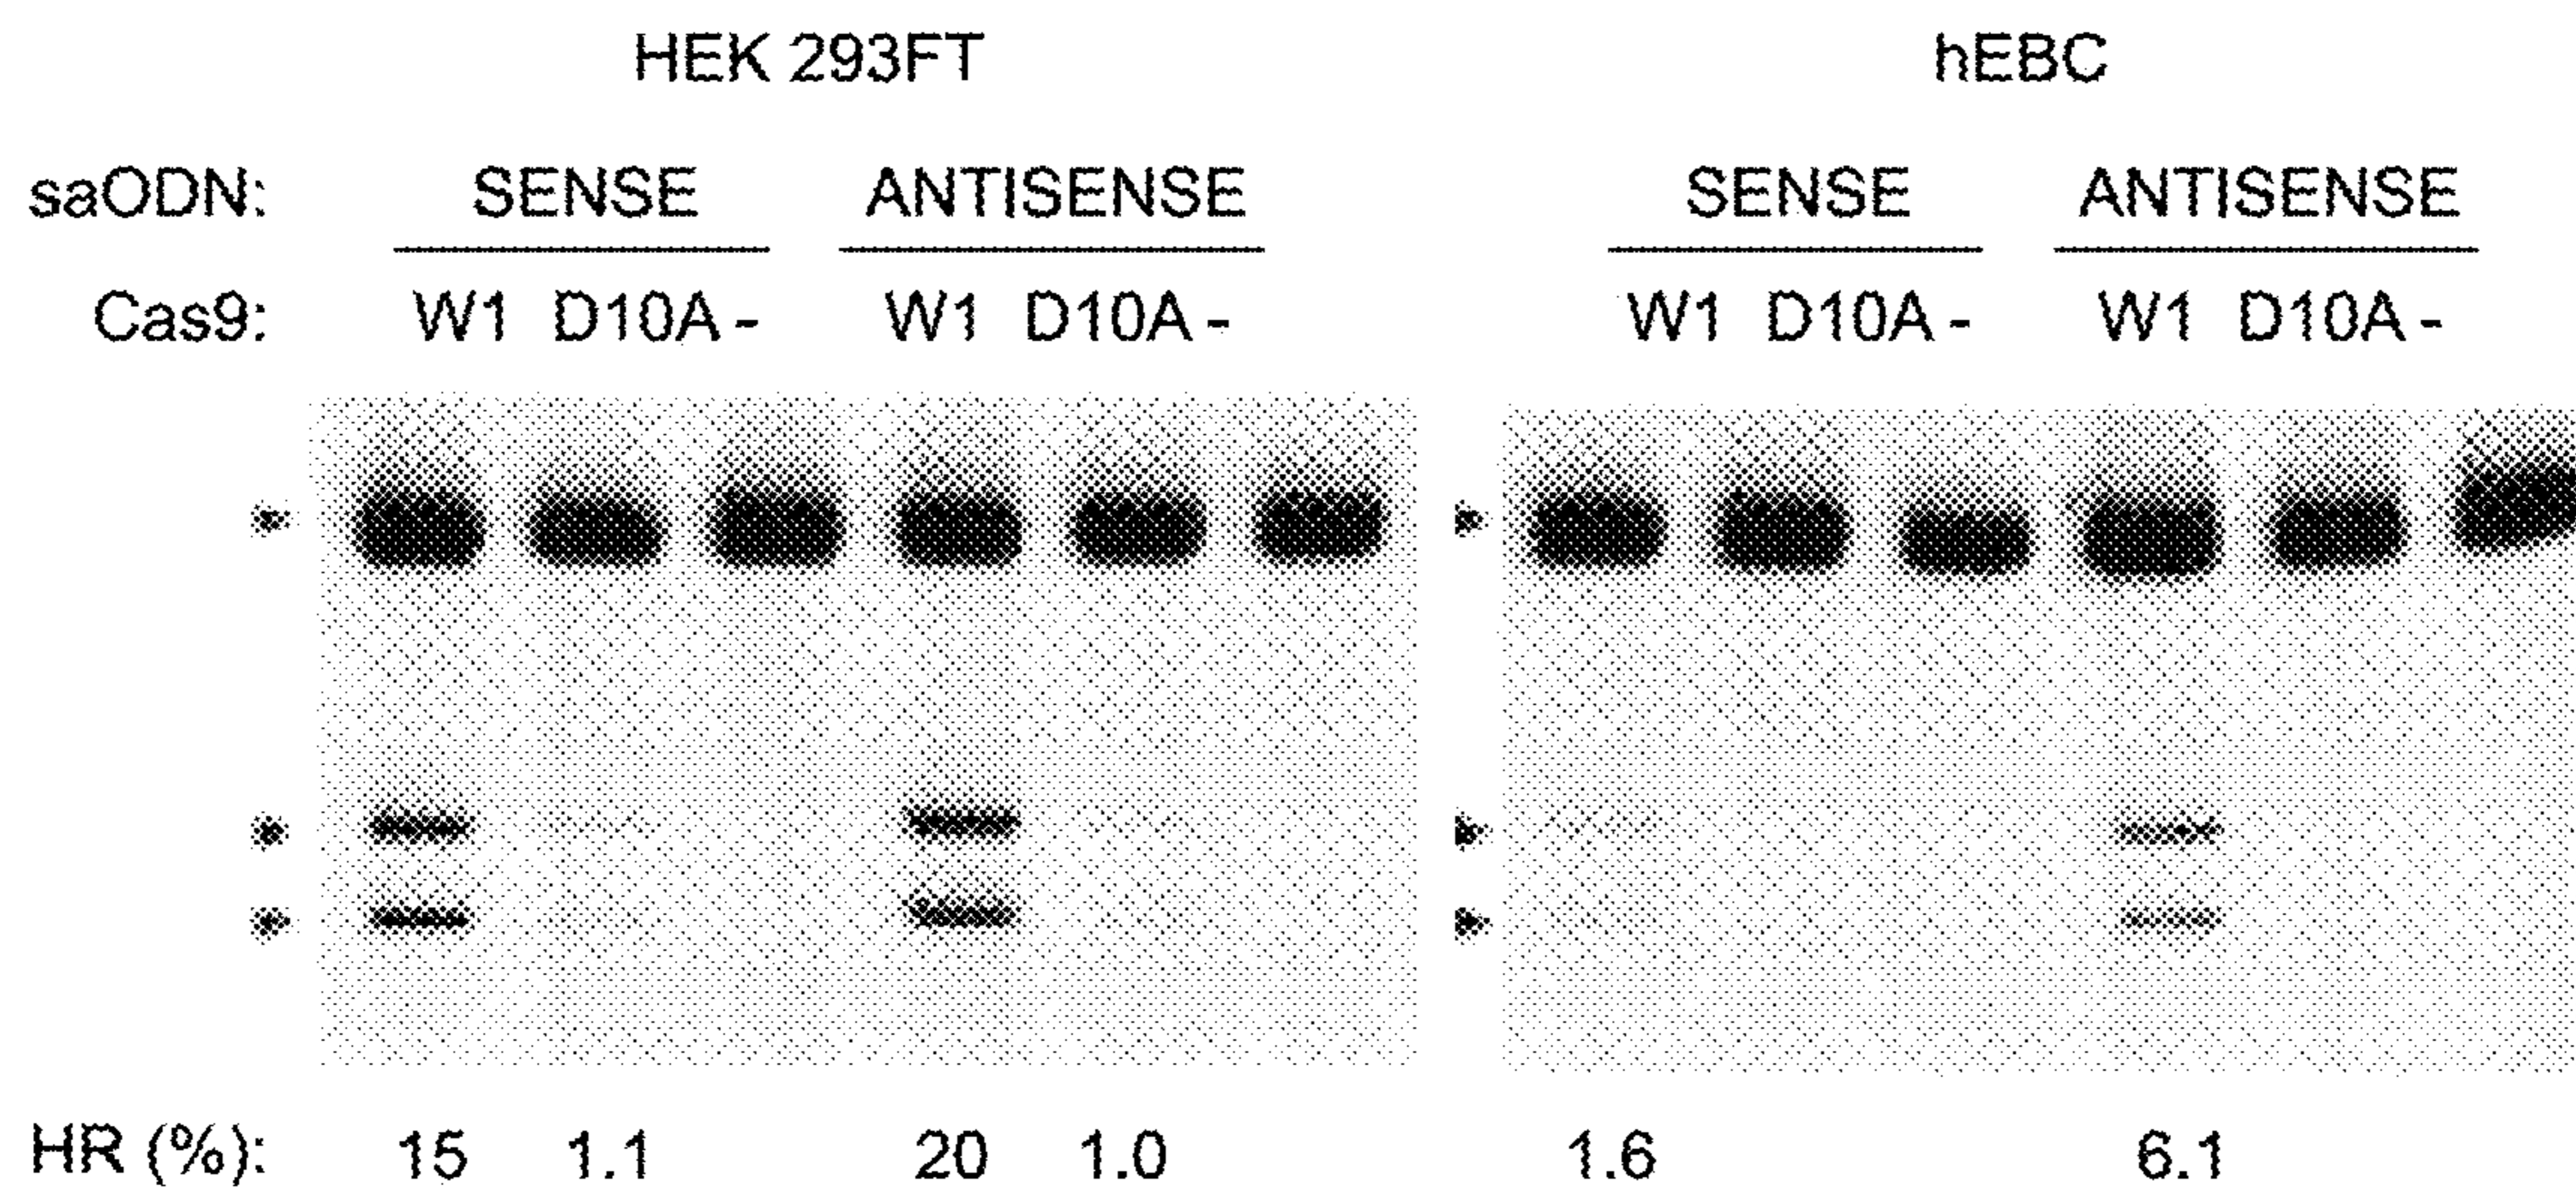 HEK 293FT hEBC
saODN: SENSE ANTISENSE SENSE ANTISENSE
Cas9: W1 D10A - W1 D10A - W1 D10A - W1 D10A -
HR (%): 15 1.1 20 1.0 1.6 6.1